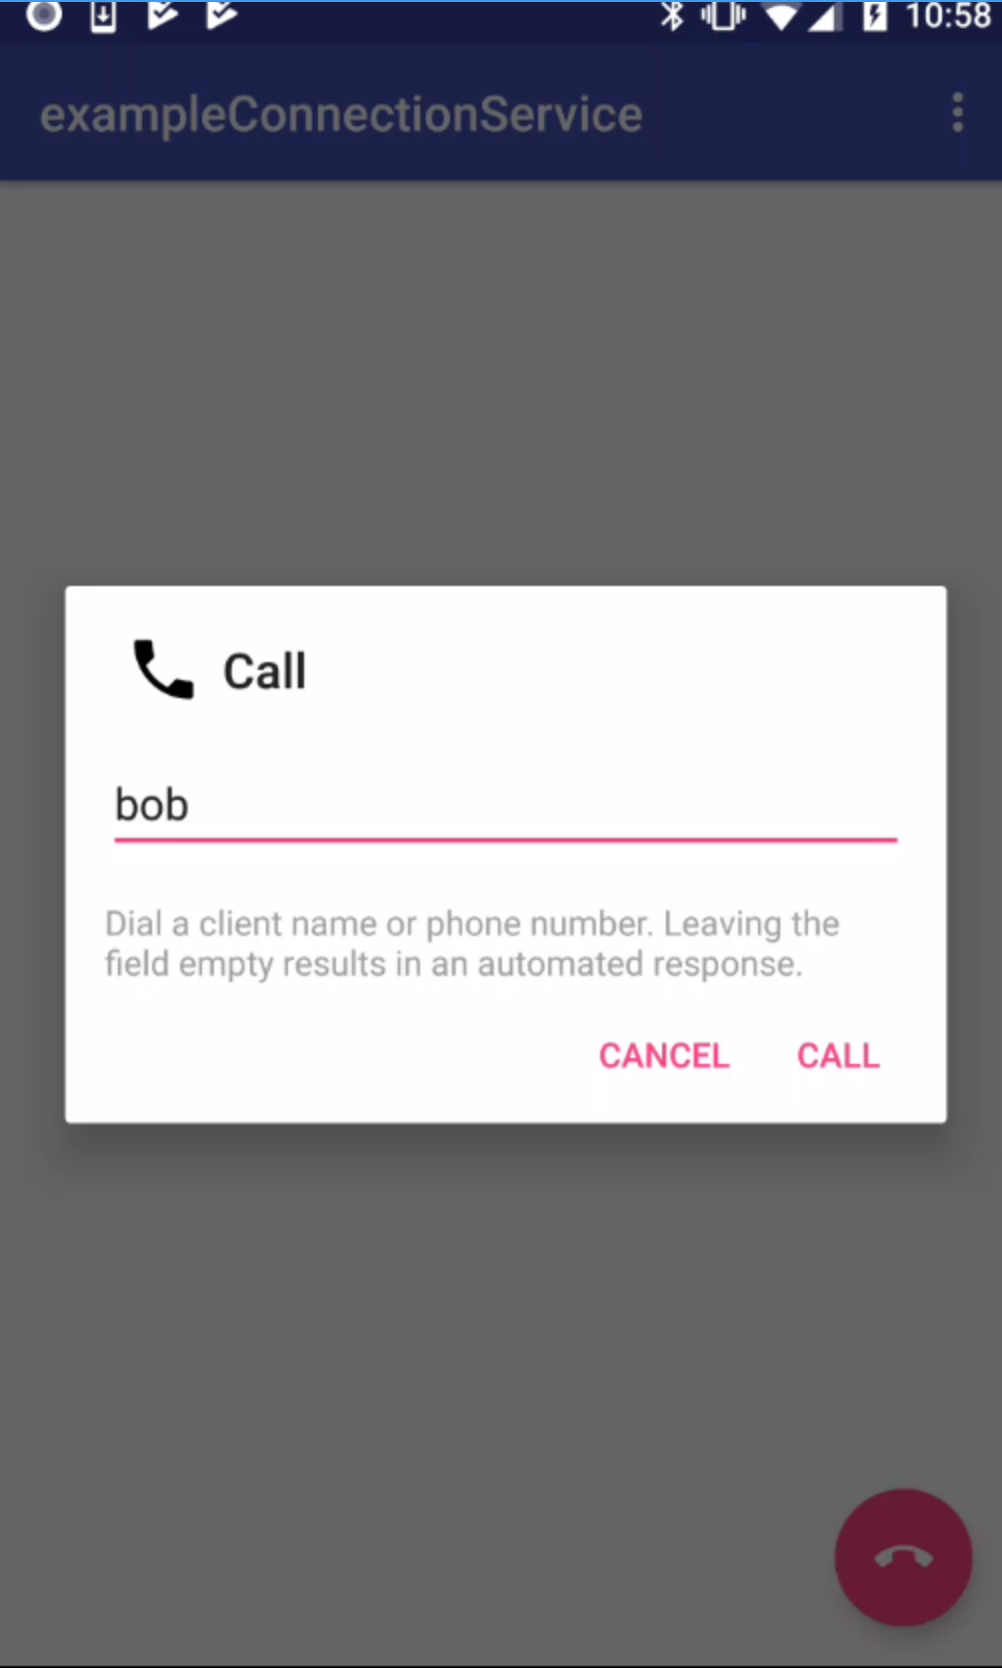 10:58
exampleConnectionService
Call
bob
Dial a client name or phone number. Leaving the
field empty results in an automated response.
CANCEL CALL